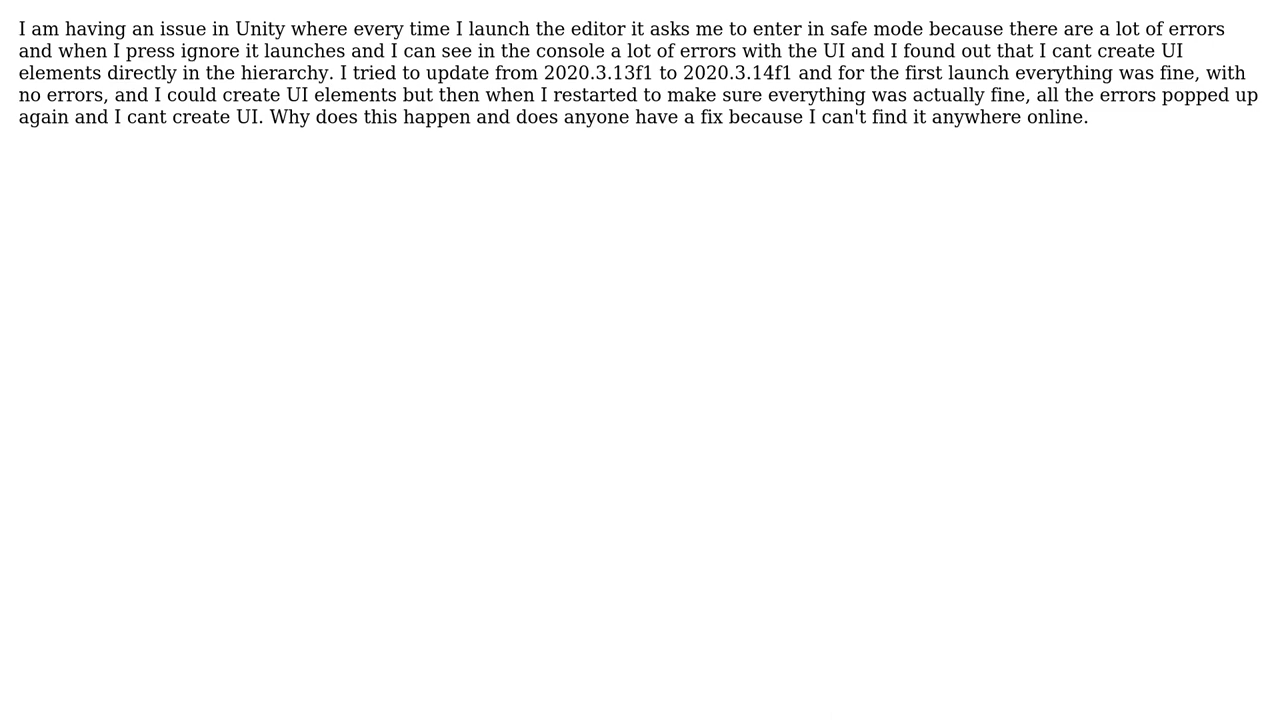 I am having an issue in Unity where every time I launch the editor it asks me to enter in safe mode because there are a lot of errors
and when I press ignore it launches and I can see in the console a lot of errors with the UI and I found out that I cant create UI
elements directly in the hierarchy. I tried to update from 2020.3.13f1 to 2020.3.14f1 and for the first launch everything was fine, with
no errors, and I could create UI elements but then when I restarted to make sure everything was actually fine, all the errors popped up
again and I cant create UI. Why does this happen and does anyone have a fix because I can't find it anywhere online.